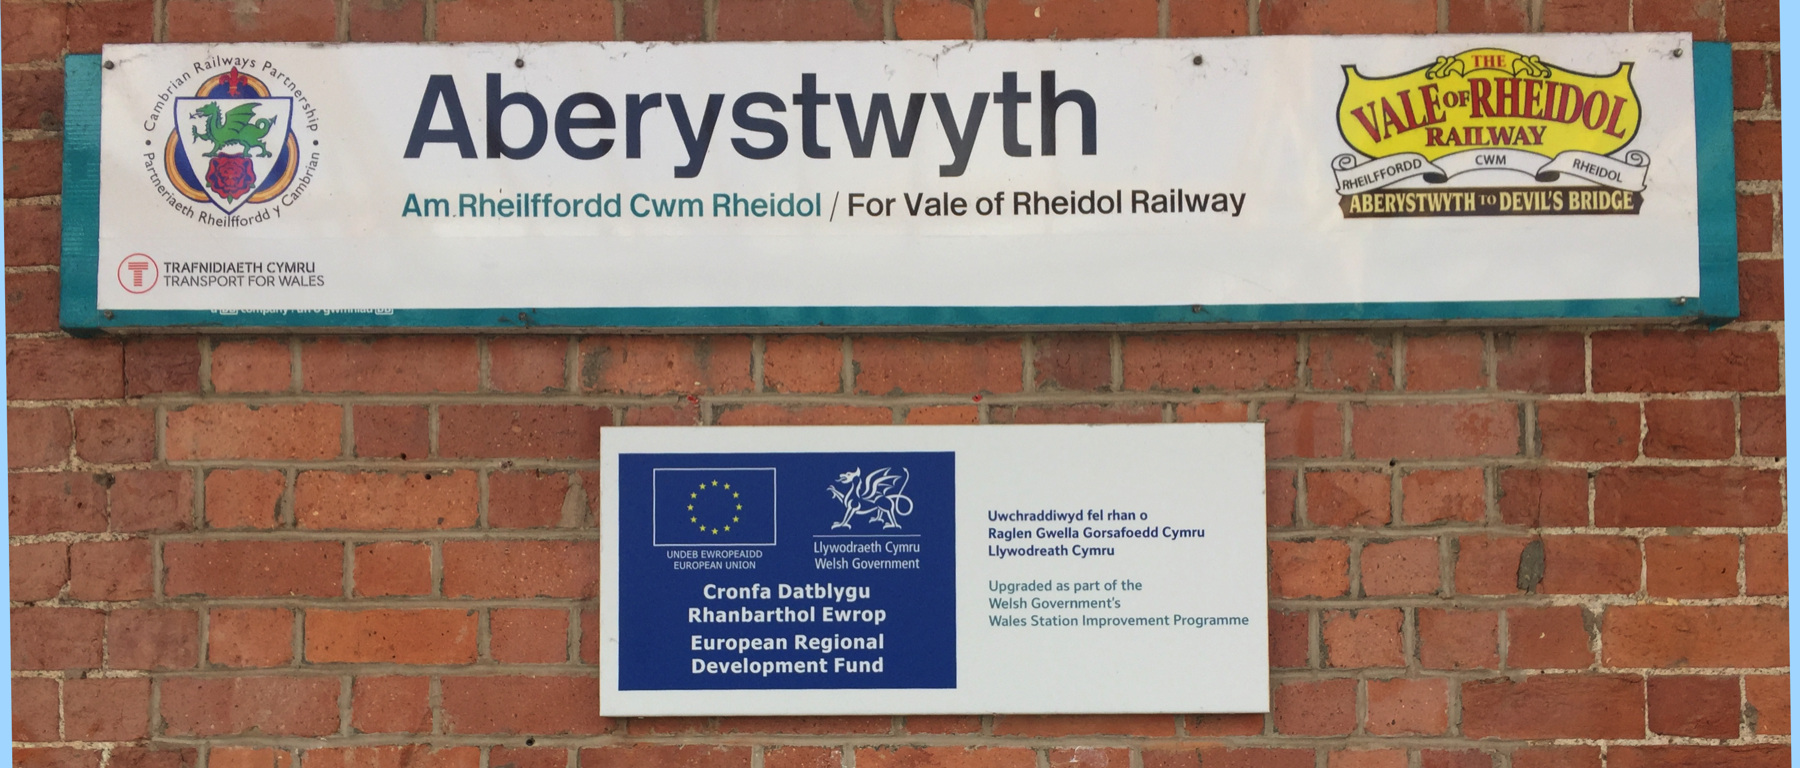 Cambrian Railways Partnership
Partneriaeth Rheilffordd y Cambrian
Aberystwyth
Am Rheilffordd Cwm Rheidol / For Vale of Rheidol Railway
THE
VALE OF RHEIDOL
RAILWAY
RHEILFFORDD CWM RHEIDOL
ABERYSTWYTH TO DEVIL'S BRIDGE
T
TRAFNIDIAETH CYMRU
TRANSPORT FOR WALES
UNDEB EWROPEAIDD
EUROPEAN UNION
Llywodraeth Cymru
Welsh Government
Cronfa Datblygu
Rhanbarthol Ewrop
European Regional
Development Fund
Uwchraddiwyd fel rhan o
Raglen Gwella Gorsafoedd Cymru
Llywodreath Cymru
Upgraded as part of the
Welsh Government's
Wales Station Improvement Programme